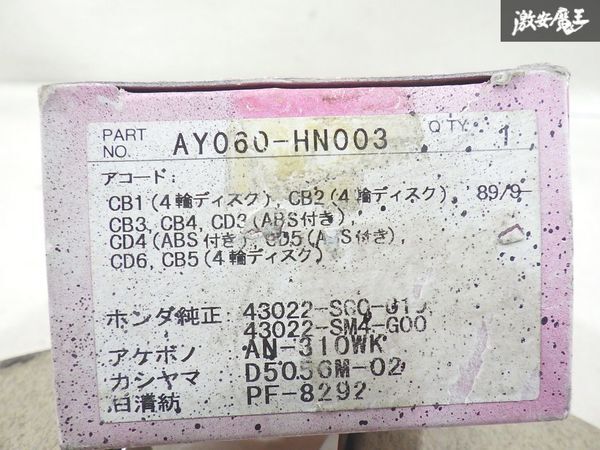 激安魔王
PART NO. AY060-HN003 Q'TY. 1
アコード:
CB1(4輪ディスク), CB2(4輪ディスク), 89/9-
CB3, CB4, CD3(ABS付き),
CD4(ABS付き), CD5(A S付き),
CD6, CB5(4輪ディスク)
ホンダ純正 43022-
43022-SM4-G00
アケボノ AN-310WK
カシヤマ D5056M-02
日清紡 PF-8292